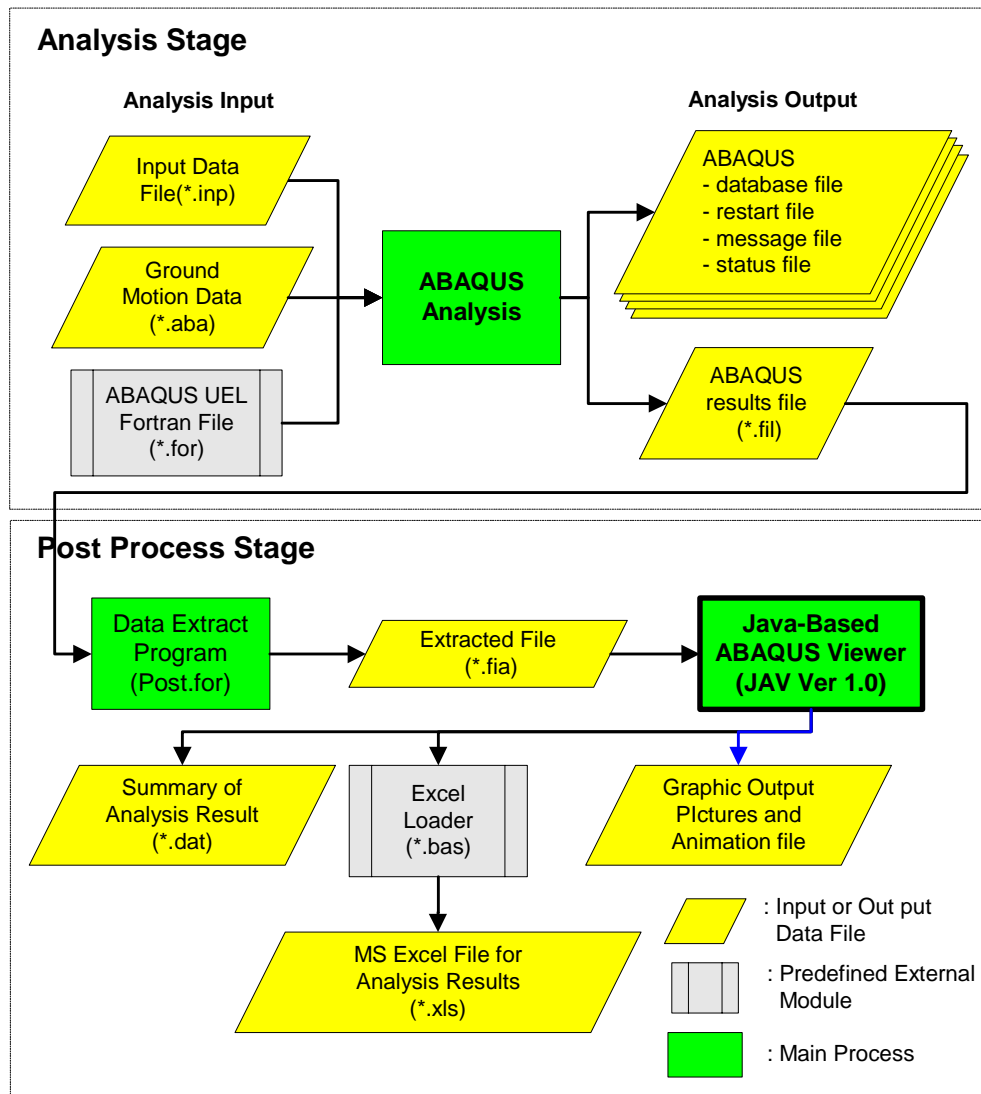 Analysis Stage
Analysis Input
Analysis Output
Input Data
File(*.inp)
Ground
Motion Data
(*.aba)
ABAQUS UEL
Fortran File
(*.for)
ABAQUS
Analysis
ABAQUS
- database file
- restart file
- message file
- status file
ABAQUS
results file
(*.fil)
Post Process Stage
Data Extract
Program
(Post.for)
Extracted File
(*.fia)
Java-Based
ABAQUS Viewer
(JAV Ver 1.0)
Summary of
Analysis Result
(*.dat)
Excel
Loader
(*.bas)
Graphic Output
PIctures and
Animation file
MS Excel File for
Analysis Results
(*.xls)
: Input or Out put
Data File
: Predefined External
Module
: Main Process